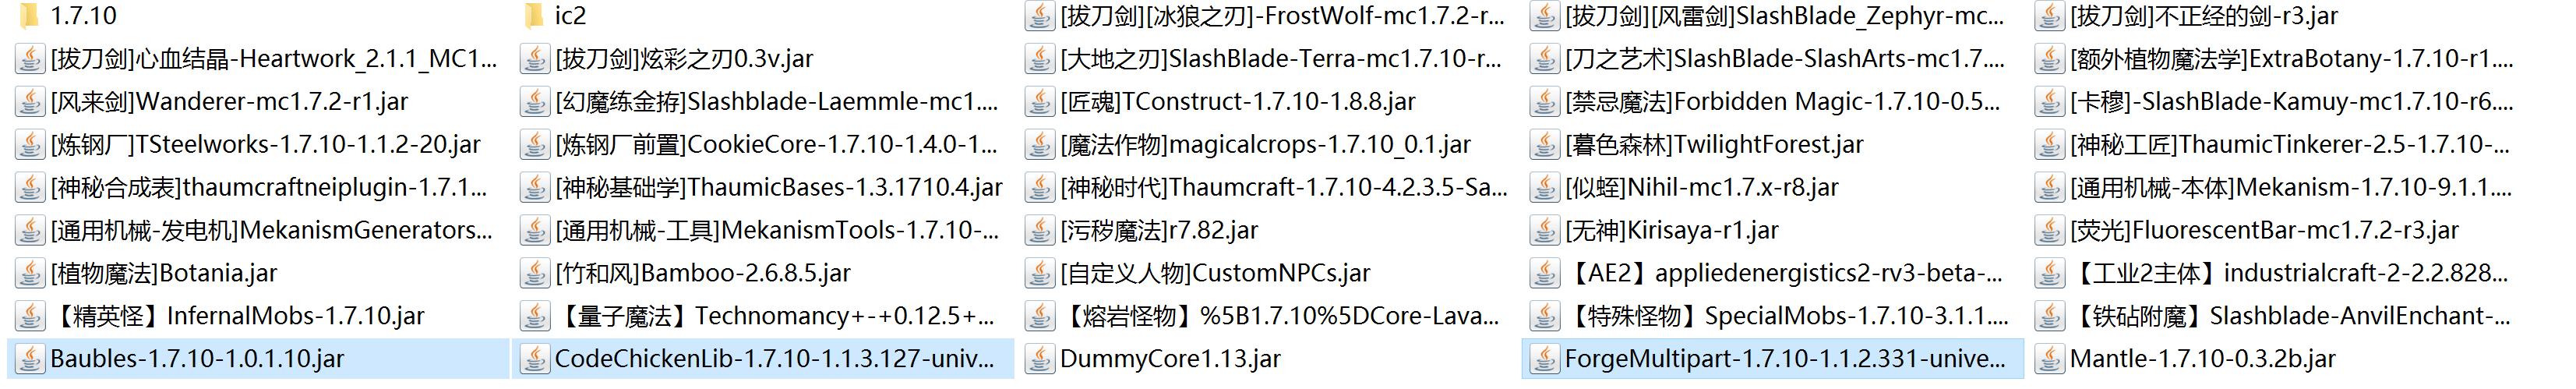 1.7.10
ic2
[拔刀剑][冰狼之刃]-FrostWolf-mc1.7.2-r...
[拔刀剑][风雷剑]SlashBlade_Zephyr-mc...
[拔刀剑]不正经的剑-r3.jar
[拔刀剑]心血结晶-Heartwork_2.1.1_MC1...
[拔刀剑]炫彩之刃0.3v.jar
[大地之刃]SlashBlade-Terra-mc1.7.10-r...
[刀之艺术]SlashBlade-SlashArts-mc1.7....
[额外植物魔法学]ExtraBotany-1.7.10-r1....
[风来剑]Wanderer-mc1.7.2-r1.jar
[幻魔练金拵]Slashblade-Laemmle-mc1....
[匠魂]TConstruct-1.7.10-1.8.8.jar
[禁忌魔法]Forbidden Magic-1.7.10-0.5...
[卡穆]-SlashBlade-Kamuy-mc1.7.10-r6....
[炼钢厂]TSteelworks-1.7.10-1.1.2-20.jar
[炼钢厂前置]CookieCore-1.7.10-1.4.0-1...
[魔法作物]magicalcrops-1.7.10_0.1.jar
[暮色森林]TwilightForest.jar
[神秘工匠]ThaumicTinkerer-2.5-1.7.10-...
[神秘合成表]thaumcraftneiplugin-1.7.1...
[神秘基础学]ThaumicBases-1.3.1710.4.jar
[神秘时代]Thaumcraft-1.7.10-4.2.3.5-Sa...
[似蛭]Nihil-mc1.7.x-r8.jar
[通用机械-本体]Mekanism-1.7.10-9.1.1....
[通用机械-发电机]MekanismGenerators...
[通用机械-工具]MekanismTools-1.7.10-...
[污秽魔法]r7.82.jar
[无神]Kirisaya-r1.jar
[荧光]FluorescentBar-mc1.7.2-r3.jar
[植物魔法]Botania.jar
[竹和风]Bamboo-2.6.8.5.jar
[自定义人物]CustomNPCs.jar
【AE2】appliedenergistics2-rv3-beta-...
【工业2主体】industrialcraft-2-2.2.828...
【精英怪】InfernalMobs-1.7.10.jar
【量子魔法】Technomancy+-+0.12.5+...
【熔岩怪物】%5B1.7.10%5DCore-Lava...
【特殊怪物】SpecialMobs-1.7.10-3.1.1....
【铁砧附魔】Slashblade-AnvilEnchant-...
Baubles-1.7.10-1.0.1.10.jar
CodeChickenLib-1.7.10-1.1.3.127-univ...
DummyCore1.13.jar
ForgeMultipart-1.7.10-1.1.2.331-unive...
Mantle-1.7.10-0.3.2b.jar